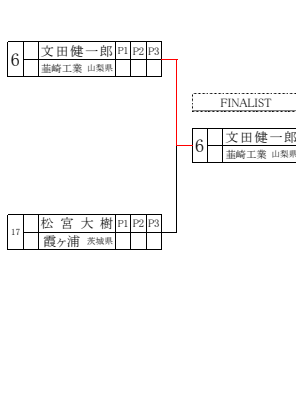 6 文田健一郎 P1 P2 P3
韮崎工業 山梨県
FINALIST
6 文田健一郎
韮崎工業 山梨県
17 松宮大樹 P1 P2 P3
霞ヶ浦 茨城県